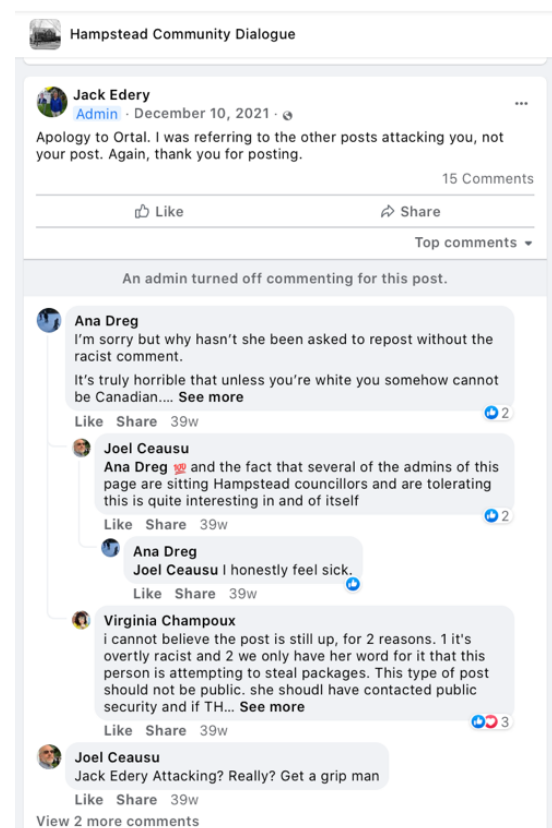 Hampstead Community Dialogue
Jack Edery
Admin · December 10, 2021 ·
Apology to Ortal. I was referring to the other posts attacking you, not
your post. Again, thank you for posting.
15 Comments
Like Share
Top comments
An admin turned off commenting for this post.
Ana Dreg
I'm sorry but why hasn't she been asked to repost without the
racist comment.
It's truly horrible that unless you're white you somehow cannot
be Canadian.... See more
2
Like Share 39w
Joel Ceausu
Ana Dreg 💯 and the fact that several of the admins of this
page are sitting Hampstead councillors and are tolerating
this is quite interesting in and of itself
2
Like Share 39w
Ana Dreg
Joel Ceausu I honestly feel sick.
Like Share 39w
Virginia Champoux
i cannot believe the post is still up, for 2 reasons. 1 it's
overtly racist and 2 we only have her word for it that this
person is attempting to steal packages. This type of post
should not be public. she shoudl have contacted public
security and if TH... See more
3
Like Share 39w
Joel Ceausu
Jack Edery Attacking? Really? Get a grip man
Like Share 39w
View 2 more comments